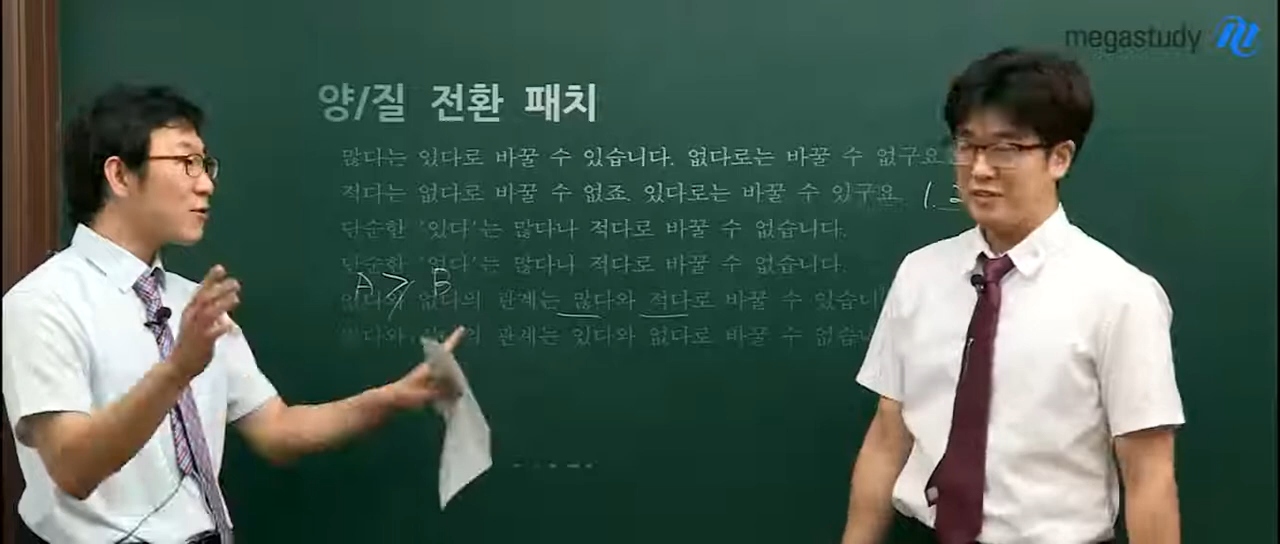 megastudy
양/질 전환 패치
많다는 있다로 바꿀 수 있습니다. 없다로는 바꿀 수 없구요
적다는 없다로 바꿀 수 없죠. 있다로는 바꿀 수 있구요. 1.
단순한 '있다'는 많다나 적다로 바꿀 수 없습니다.
단순한 '없다'는 많다나 적다로 바꿀 수 없습니다.
A > B
관계는 많다와 적다로 바꿀 수 있습니
관계는 있다와 없다로 바꿀 수 없습